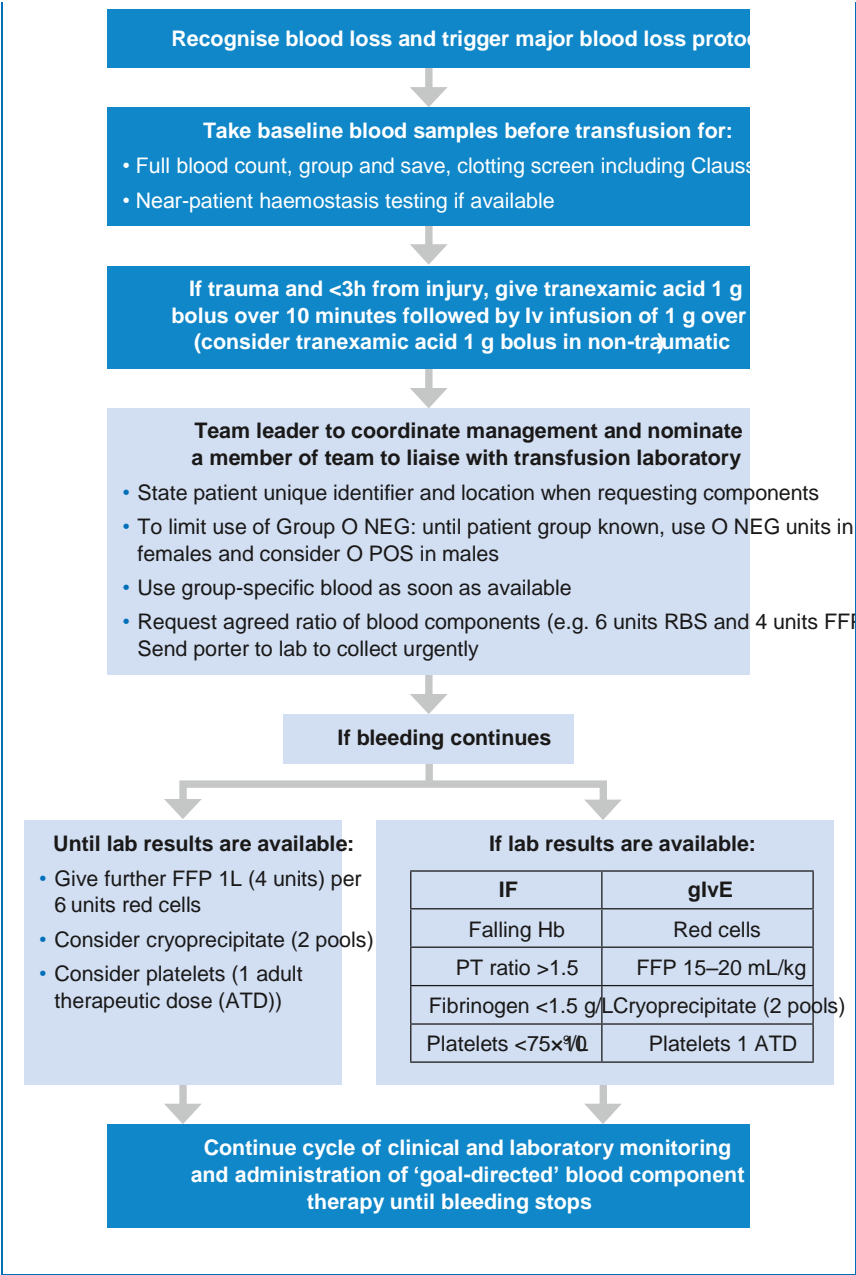 Recognise blood loss and trigger major blood loss
Take baseline blood samples before transfusion for:
• Full blood count, group and save, clotting screen including
• Near-patient haemostasis testing if available
If trauma and <3h from injury, give tranexamic acid 1 g
bolus over 10 minutes followed by Iv infusion of 1 g over
(consider tranexamic acid 1 g bolus in non-traumatic)
Team leader to coordinate management and nominate
a member of team to liaise with transfusion laboratory
• State patient unique identifier and location when requesting components
• To limit use of Group O NEG: until patient group known, use O NEG units in
females and consider O POS in males
• Use group-specific blood as soon as available
• Request agreed ratio of blood components (e.g. 6 units RBS and 4 units
Send porter to lab to collect urgently
If bleeding continues
Until lab results are available:
• Give further FFP 1L (4 units) per
6 units red cells
• Consider cryoprecipitate (2 pools)
• Consider platelets (1 adult
therapeutic dose (ATD))
If lab results are available:
IF gIvE
Falling Hb Red cells
PT ratio >1.5 FFP 15–20 mL/kg
Fibrinogen <1.5 g/L Cryoprecipitate (2 pools)
Platelets Platelets 1 ATD
Continue cycle of clinical and laboratory monitoring
and administration of ‘goal-directed’ blood component
therapy until bleeding stops